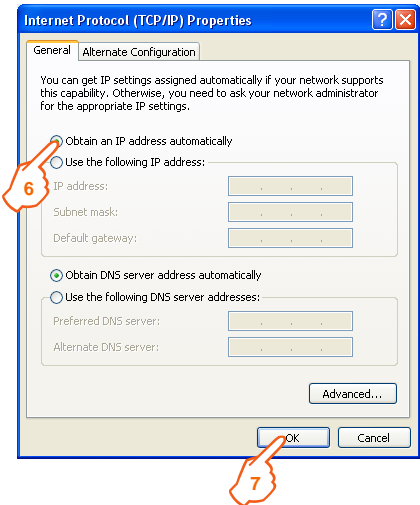 Internet Protocol (TCP/IP) Properties
General
Alternate Configuration
You can get IP settings assigned automatically if your network supports
this capability. Otherwise, you need to ask your network administrator
for the appropriate IP settings.
Obtain an IP address automatically
Use the following IP address:
6
IP address:
Subnet mask:
Default gateway:
Obtain DNS server address automatically
Use the following DNS server addresses:
Preferred DNS server:
Alternate DNS server:
Advanced...
OK
Cancel
7